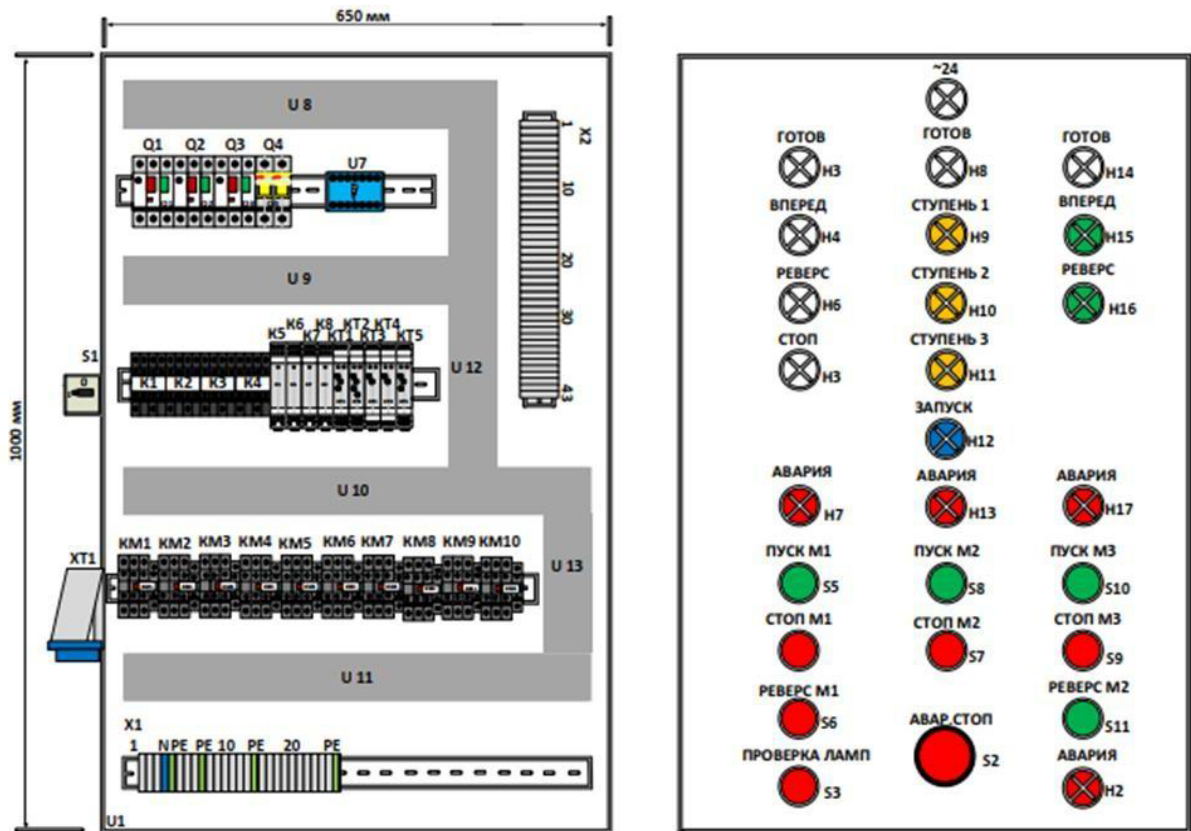 650 мм
1000 мм
U 8
Q1 Q2 Q3 Q4
U7
X2
1
10
20
30
43
U 9
S1
0
K1 K2 K3 K4
K5 K6 K7 K8 KT1 KT2 KT3 KT4 KT5
U 12
U 10
KM1 KM2 KM3 KM4 KM5 KM6 KM7 KM8 KM9 KM10
U 13
XT1
U 11
X1
1 N PE PE 10 PE 20 PE
U1
~24
ГОТОВ ГОТОВ ГОТОВ
H3 H8 H14
ВПЕРЕД СТУПЕНЬ 1 ВПЕРЕД
H4 H9 H15
РЕВЕРС СТУПЕНЬ 2 РЕВЕРС
H6 H10 H16
СТОП СТУПЕНЬ 3
H3 H11
ЗАПУСК
H12
АВАРИЯ АВАРИЯ АВАРИЯ
H7 H13 H17
ПУСК М1 ПУСК М2 ПУСК М3
S5 S8 S10
СТОП М1 СТОП М2 СТОП М3
S7 S9
РЕВЕРС М1 АВАР.СТОП РЕВЕРС М2
S6 S2 S11
ПРОВЕРКА ЛАМП АВАРИЯ
S3 H2